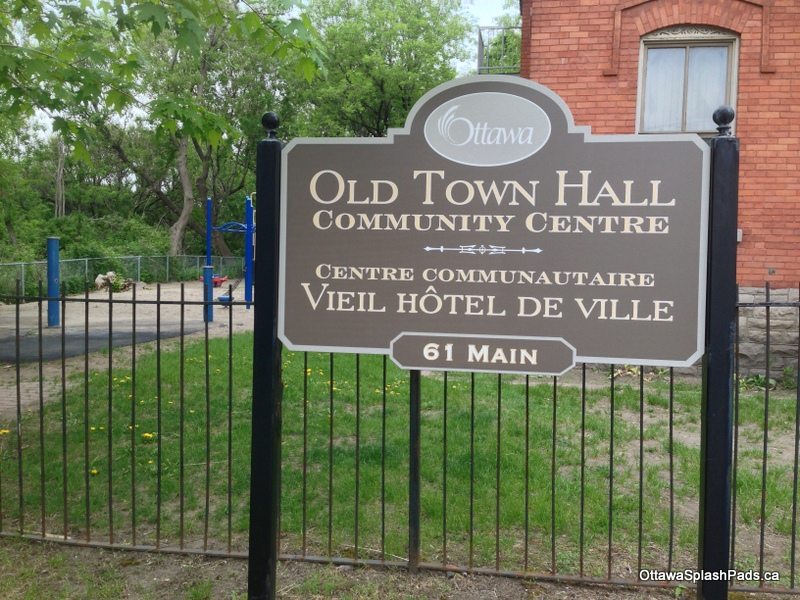 Ottawa
OLD TOWN HALL
COMMUNITY CENTRE
CENTRE COMMUNAUTAIRE
VIEIL HÔTEL DE VILLE
61 MAIN
OttawaSplashPads.ca